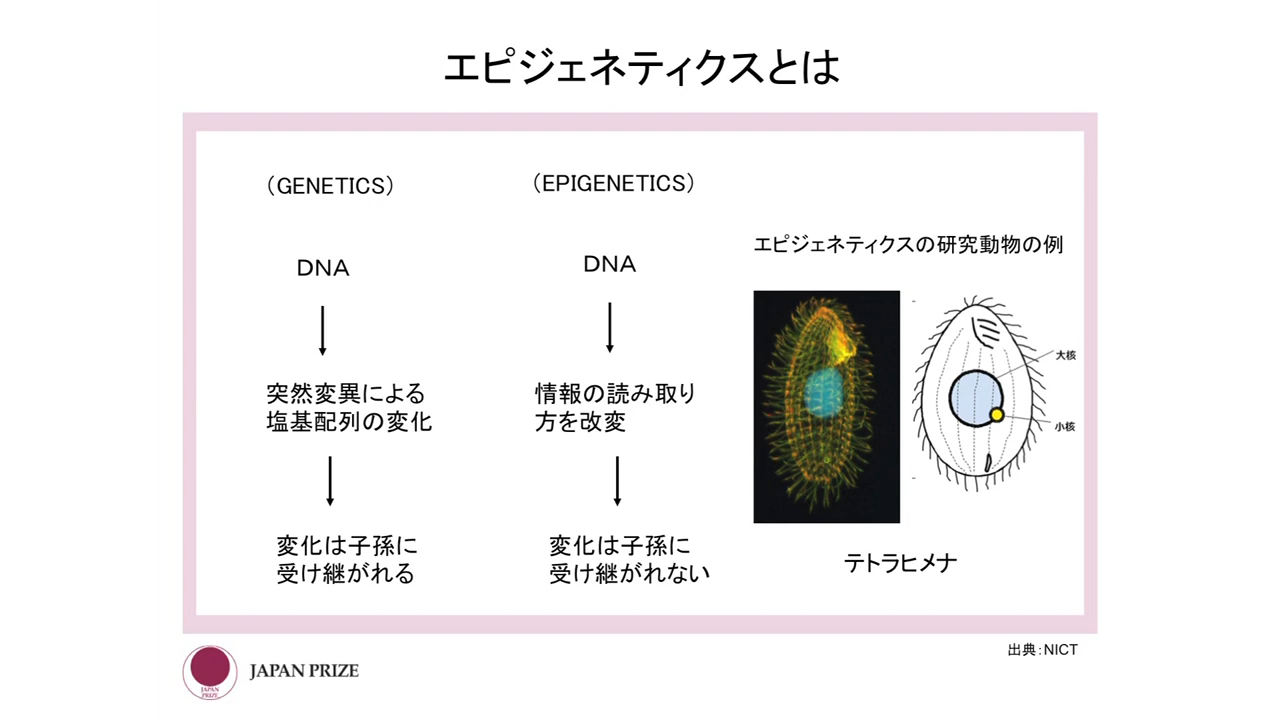 エピジェネティクスとは
（GENETICS）
DNA
突然変異による
塩基配列の変化
変化は子孫に
受け継がれる
（EPIGENETICS）
DNA
情報の読み取り
方を改変
変化は子孫に
受け継がれない
エピジェネティクスの研究動物の例
大核
小核
テトラヒメナ
出典：NICT
JAPAN
PRIZE
JAPAN PRIZE